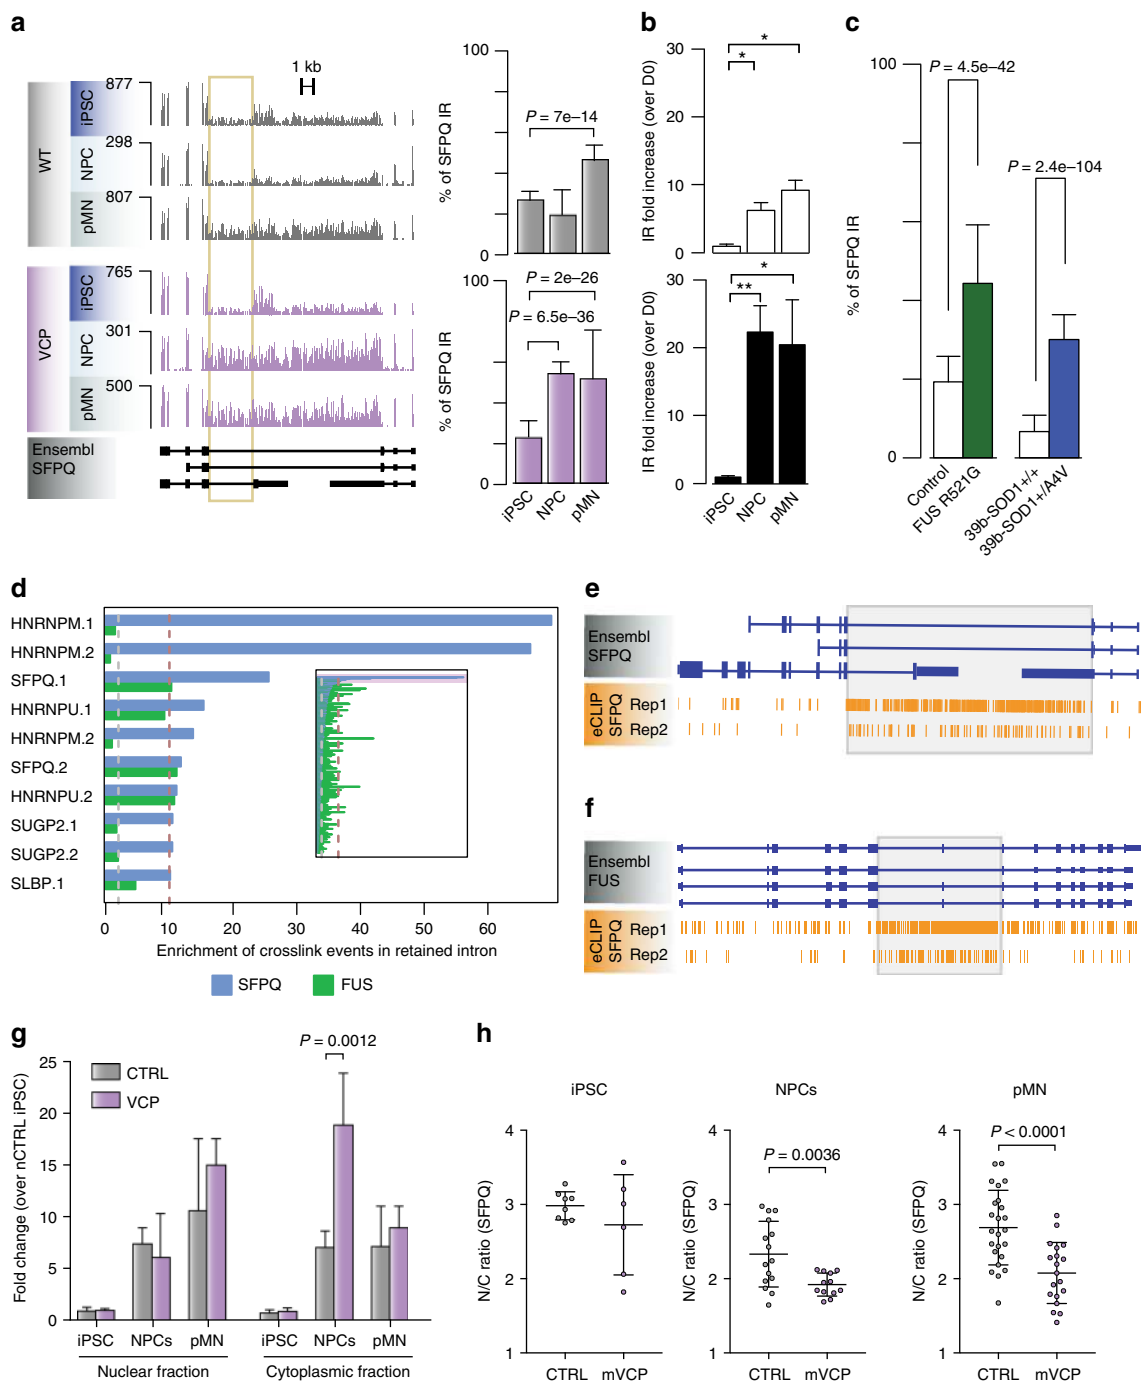 a
1 kb
WT
iPSC
877
NPC
298
pMN
807
VCP
iPSC
765
NPC
301
pMN
500
Ensembl
SFPQ
% of SFPQ IR
100
0
P = 7e–14
% of SFPQ IR
100
0
P = 2e–26
P = 6.5e–36
iPSC
NPC
pMN
b
IR fold increase (over D0)
30
20
10
0
*
*
IR fold increase (over D0)
30
20
10
0
*
**
iPSC
NPC
pMN
c
% of SFPQ IR
100
0
P = 4.5e–42
P = 2.4e–104
Control
FUS R521G
39b-SOD1+/+
39b-SOD1+/A4V
d
HNRNPM.1
HNRNPM.2
SFPQ.1
HNRNPU.1
HNRNPM.2
SFPQ.2
HNRNPU.2
SUGP2.1
SUGP2.2
SLBP.1
0 10 20 30 40 50 60
Enrichment of crosslink events in retained intron
SFPQ FUS
e
Ensembl
SFPQ
eCLIP
SFPQ
Rep1
Rep2
f
Ensembl
FUS
eCLIP
SFPQ
Rep1
Rep2
g
Fold change (over nCTRL iPSC)
25
20
15
10
5
0
CTRL
VCP
P = 0.0012
iPSC NPCs pMN iPSC NPCs pMN
Nuclear fraction Cytoplasmic fraction
h
iPSC
N/C ratio (SFPQ)
4
3
2
1
CTRL mVCP
NPCs
N/C ratio (SFPQ)
4
3
2
1
P = 0.0036
CTRL mVCP
pMN
N/C ratio (SFPQ)
4
3
2
1
P < 0.0001
CTRL mVCP